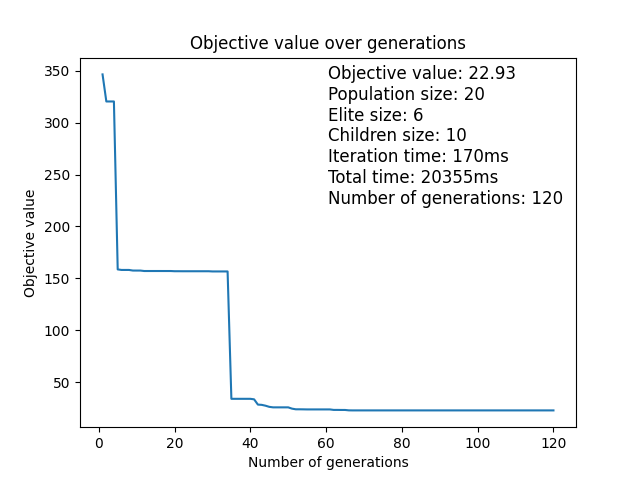 Objective value over generations
Objective value: 22.93
Population size: 20
Elite size: 6
Children size: 10
Iteration time: 170ms
Total time: 20355ms
Number of generations: 120
Objective value
350
300
250
200
150
100
50
0 20 40 60 80 100 120
Number of generations